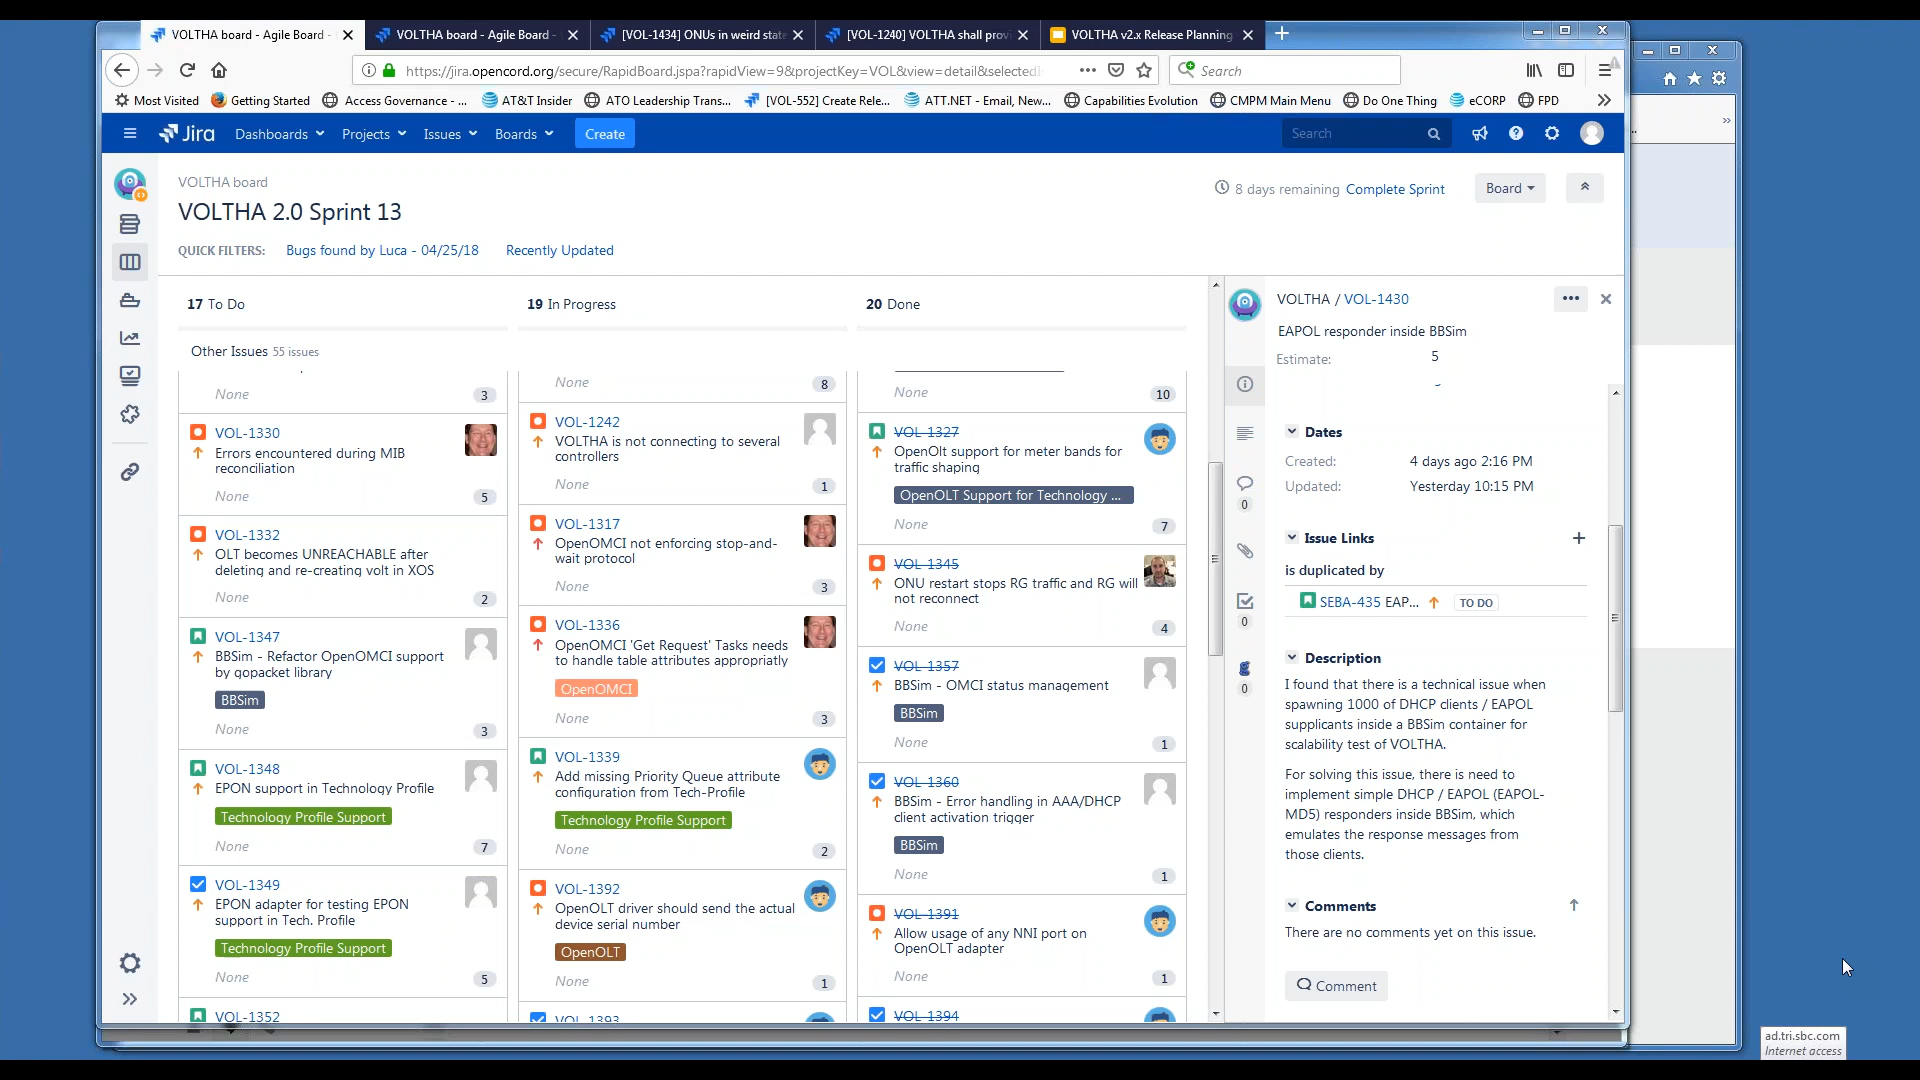 VOLTHA board - Agile Board -
VOLTHA board - Agile Board -
[VOL-1434] ONUs in weird state
[VOL-1240] VOLTHA shall provi
VOLTHA v2.x Release Planning
https://jira.opencord.org/secure/RapidBoard.jspa?rapidView=9&projectKey=VOL&view=detail&selectedI
Search
Most Visited
Getting Started
Access Governance - ...
AT&T Insider
ATO Leadership Trans...
[VOL-552] Create Rele...
ATT.NET - Email, New...
Capabilities Evolution
CMPM Main Menu
Do One Thing
eCORP
FPD
Jira
Dashboards
Projects
Issues
Boards
Create
Search
VOLTHA board
VOLTHA 2.0 Sprint 13
8 days remaining
Complete Sprint
Board
QUICK FILTERS:
Bugs found by Luca - 04/25/18
Recently Updated
17 To Do
19 In Progress
20 Done
Other Issues 55 issues
None
3
VOL-1330
Errors encountered during MIB
reconciliation
None
5
VOL-1332
OLT becomes UNREACHABLE after
deleting and re-creating volt in XOS
None
2
VOL-1347
BBSim - Refactor OpenOMCI support
by gopacket library
BBSim
None
3
VOL-1348
EPON support in Technology Profile
Technology Profile Support
None
7
VOL-1349
EPON adapter for testing EPON
support in Tech. Profile
Technology Profile Support
None
5
VOL-1352
None
8
VOL-1242
VOLTHA is not connecting to several
controllers
None
1
VOL-1317
OpenOMCI not enforcing stop-and-
wait protocol
None
3
VOL-1336
OpenOMCI 'Get Request' Tasks needs
to handle table attributes appropriatly
OpenOMCI
None
3
VOL-1339
Add missing Priority Queue attribute
configuration from Tech-Profile
Technology Profile Support
None
2
VOL-1392
OpenOLT driver should send the actual
device serial number
OpenOLT
None
1
VOL-1393
None
10
VOL-1327
OpenOlt support for meter bands for
traffic shaping
OpenOLT Support for Technology ...
None
7
VOL-1345
ONU restart stops RG traffic and RG will
not reconnect
None
4
VOL-1357
BBSim - OMCI status management
BBSim
None
1
VOL-1360
BBSim - Error handling in AAA/DHCP
client activation trigger
BBSim
None
1
VOL-1391
Allow usage of any NNI port on
OpenOLT adapter
None
1
VOL-1394
VOLTHA / VOL-1430
EAPOL responder inside BBSim
Estimate: 5
0
0
0
Dates
Created: 4 days ago 2:16 PM
Updated: Yesterday 10:15 PM
Issue Links
is duplicated by
SEBA-435 EAP... TO DO
Description
I found that there is a technical issue when
spawning 1000 of DHCP clients / EAPOL
supplicants inside a BBSim container for
scalability test of VOLTHA.
For solving this issue, there is need to
implement simple DHCP / EAPOL (EAPOL-
MD5) responders inside BBSim, which
emulates the response messages from
those clients.
Comments
There are no comments yet on this issue.
Comment
ad.tri.sbc.com
Internet access